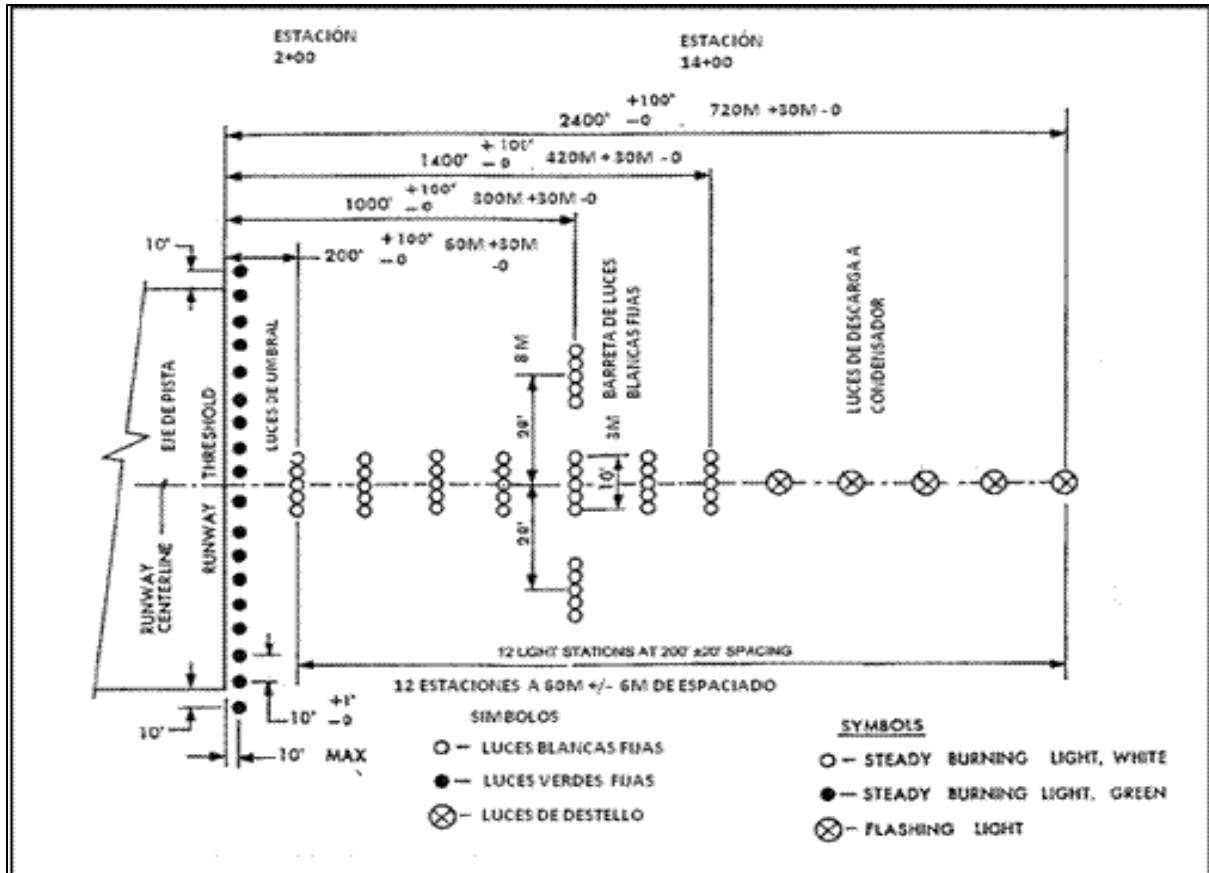 ESTACIÓN
2+00
ESTACIÓN
14+00
2400' +100' -0 720M +30M -0
1400' +100' -0 420M +30M -0
1000' +100' -0 300M +30M -0
200' +100' -0 60M +30M -0
10'
RUNWAY CENTERLINE
EJE DE PISTA
RUNWAY THRESHOLD
LUCES DE UMBRAL
8 M
20'
20'
3M
10'
BARRETA DE LUCES
BLANCAS FIJAS
LUCES DE DESCARGA A
CONDENSADOR
12 LIGHT STATIONS AT 200' ±20' SPACING
12 ESTACIONES A 60M +/- 6M DE ESPACIADO
10'
10' +1' -0
10' MAX
SIMBOLOS
LUCES BLANCAS FIJAS
LUCES VERDES FIJAS
LUCES DE DESTELLO
SYMBOLS
STEADY BURNING LIGHT, WHITE
STEADY BURNING LIGHT, GREEN
FLASHING LIGHT